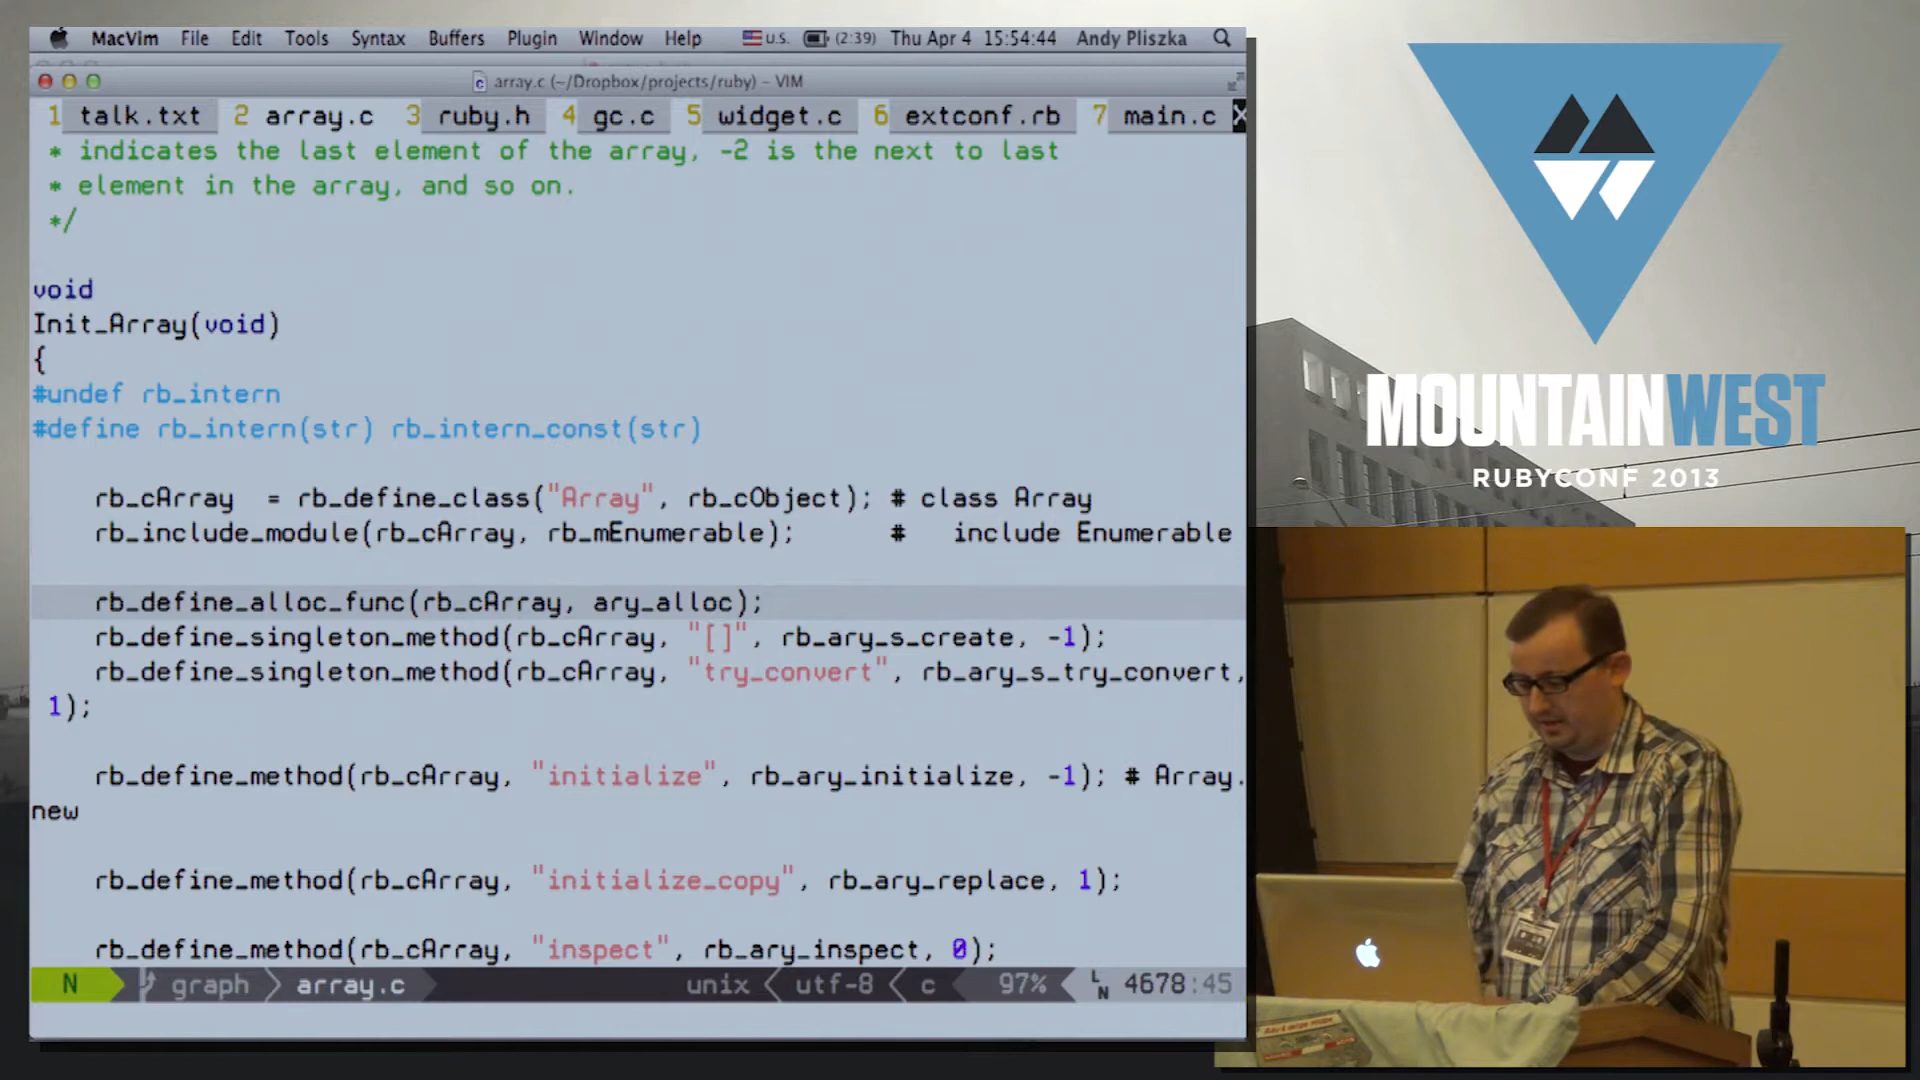 MacVim File Edit Tools Syntax Buffers Plugin Window Help U.S. (2:39) Thu Apr 4 15:54:44 Andy Pliszka
array.c (~/Dropbox/projects/ruby) – VIM
1 talk.txt 2 array.c 3 ruby.h 4 gc.c 5 widget.c 6 extconf.rb 7 main.c X
* indicates the last element of the array, -2 is the next to last
* element in the array, and so on.
*/
void
Init_Array(void)
{
#undef rb_intern
#define rb_intern(str) rb_intern_const(str)
rb_cArray = rb_define_class("Array", rb_cObject); # class Array
rb_include_module(rb_cArray, rb_mEnumerable); # include Enumerable
rb_define_alloc_func(rb_cArray, ary_alloc);
rb_define_singleton_method(rb_cArray, "[]", rb_ary_s_create, -1);
rb_define_singleton_method(rb_cArray, "try_convert", rb_ary_s_try_convert,
1);
rb_define_method(rb_cArray, "initialize", rb_ary_initialize, -1); # Array.
new
rb_define_method(rb_cArray, "initialize_copy", rb_ary_replace, 1);
rb_define_method(rb_cArray, "inspect", rb_ary_inspect, 0);
N graph array.c unix utf-8 c 97% LN 4678:45
MOUNTAINWEST
RUBYCONF 2013